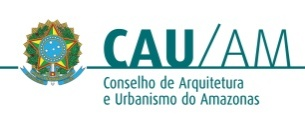 CAU/AM
Conselho de Arquitetura
e Urbanismo do Amazonas